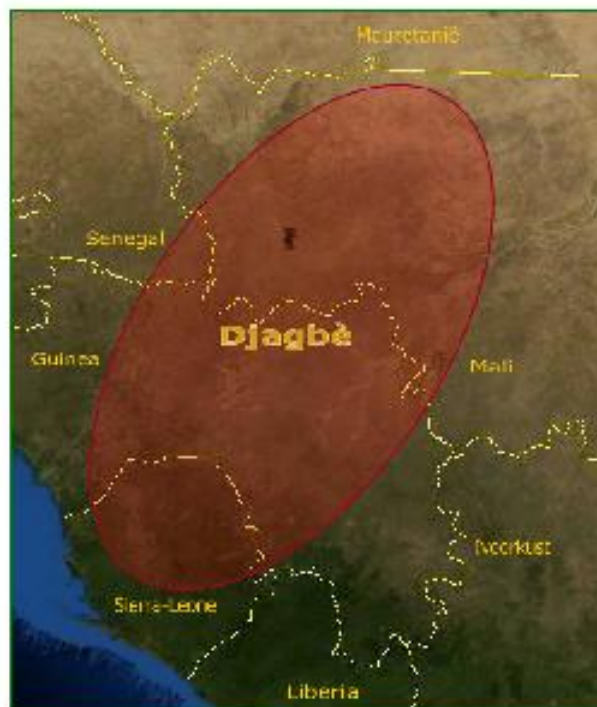 Mauretanië
Senegal
Djagbè
Guinea
Mali
Ivoorkust
Sierra-Leone
Liberia